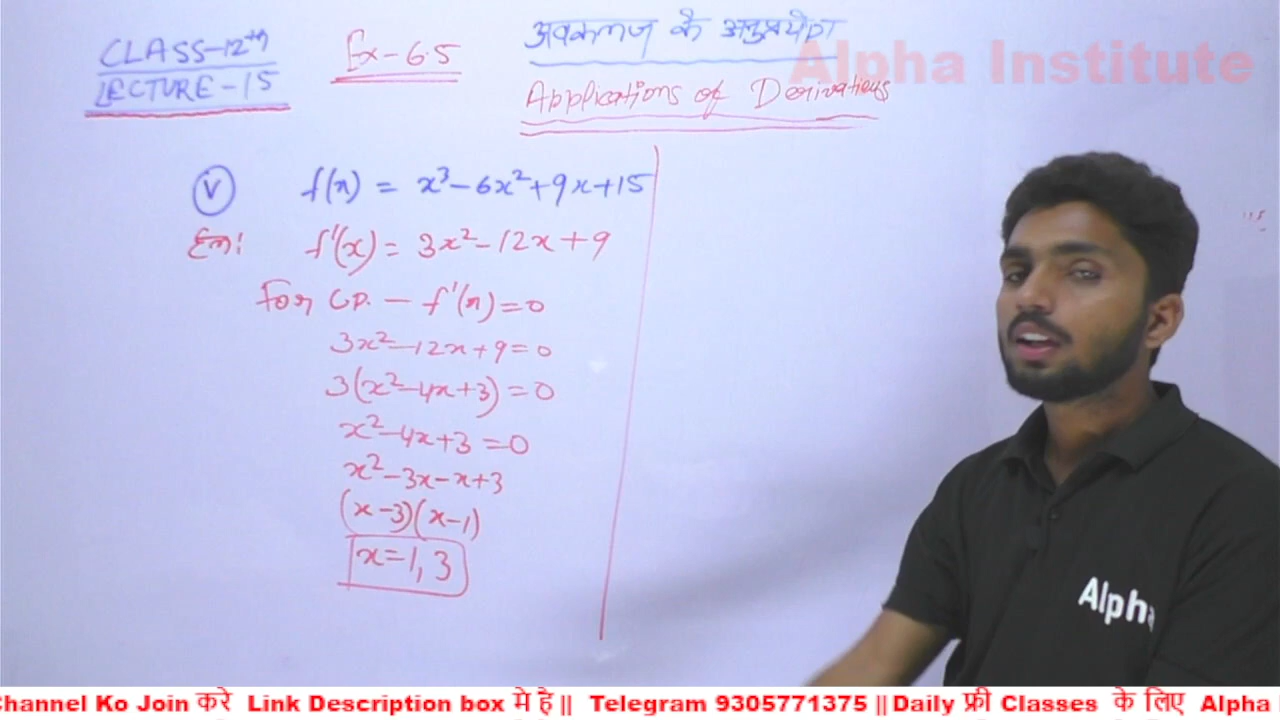 CLASS-12th
LECTURE-15
Ex-6.5
अवकलज के अनुप्रयोग
Alpha Institute
Applications of Derivatives
(v) f(x) = x³-6x²+9x+15
f'(x) = 3x²-12x+9
For C.P. - f'(x)=0
3x²-12x+9=0
3(x²-4x+3)=0
x²-4x+3=0
x²-3x-x+3
(x-3)(x-1)
x=1,3
Alpha
Channel Ko Join करे Link Description box मे है || Telegram 9305771375 || Daily फ्री Classes के लिए Alpha